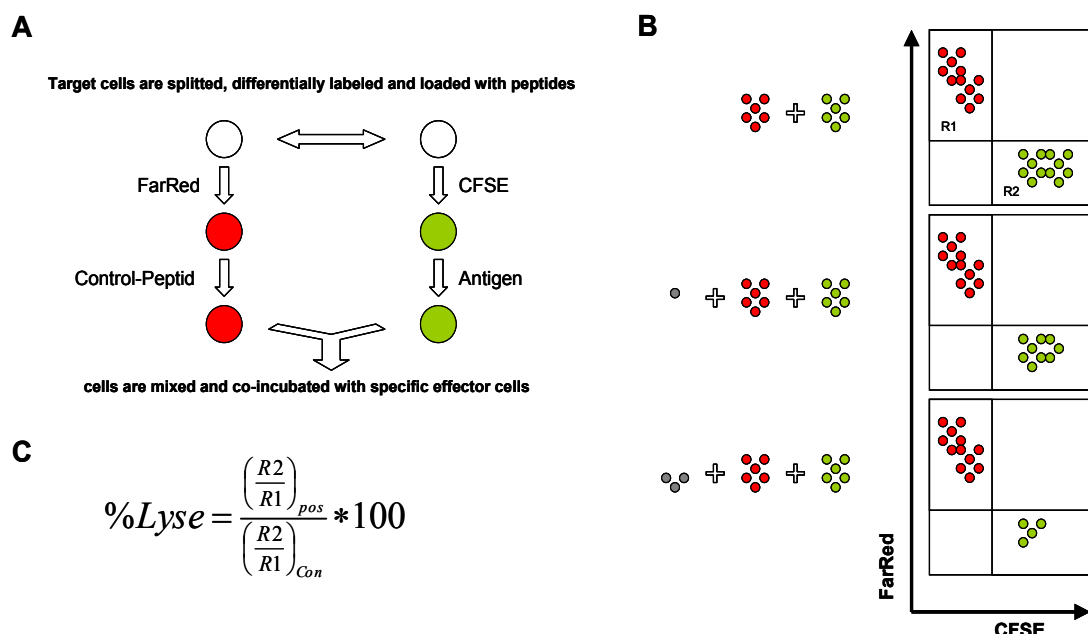 A
Target cells are splitted, differentially labeled and loaded with peptides
FarRed
CFSE
Control-Peptid
Antigen
cells are mixed and co-incubated with specific effector cells
B
+ +
+ +
+
R1
R2
FarRed
CFSE
C
%Lyse = (R2/R1)pos / (R2/R1)Con *100